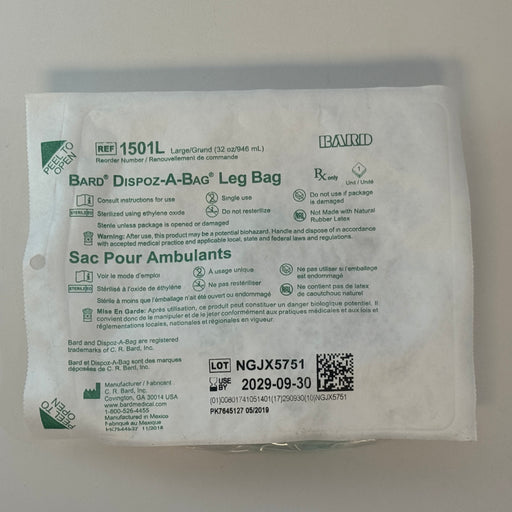 PEEL TO OPEN
REF 1501L Large/Grand (32 oz/946 mL)
Reorder Number / Renouvellement de commande
BARD
Rx only
1
Unit / Unité
BARD® DISPOZ-A-BAG® Leg Bag
Consult instructions for use
Single use
Do not use if package is damaged
STERILE EO Sterilized using ethylene oxide
Do not resterilize
Not Made with Natural Rubber Latex
Sterile unless package is opened or damaged
Warning: After use, this product may be a potential biohazard. Handle and dispose of in accordance
with accepted medical practice and applicable local, state and federal laws and regulations.
Sac Pour Ambulants
Voir le mode d'emploi
À usage unique
Ne pas utiliser si l'emballage est endommagé
STERILE EO Stérilisé à l'oxide de éthylène
Ne pas restériliser
Ne contient pas de latex de caoutchouc naturel
Stérile à moins que l'emballage n'ait été ouvert ou endommagé
Mise En Garde: Après utilisation, ce produit peut constituer un danger biologique potentiel. Il
convient donc de le manipuler et de le jeter conformément aux pratiques médicales et aux lois et
réglementations locales, nationales et régionales en vigueur.
Bard and Dispoz-A-Bag are registered
trademarks of C. R. Bard, Inc.
Bard et Dispoz-A-Bag sont des marques
déposées de C. R. Bard, Inc.
LOT NGJX5751
USE BY 2029-09-30
(01)00801741051401(17)290930(10)NGJX5751
PK7645127 05/2019
Manufacturer / Fabricant
C. R. Bard, Inc.
Covington, GA 30014 USA
www.bardmedical.com
1-800-526-4455
Manufactured in Mexico
Fabriqué au Mexique
11/2018
PEEL TO OPEN